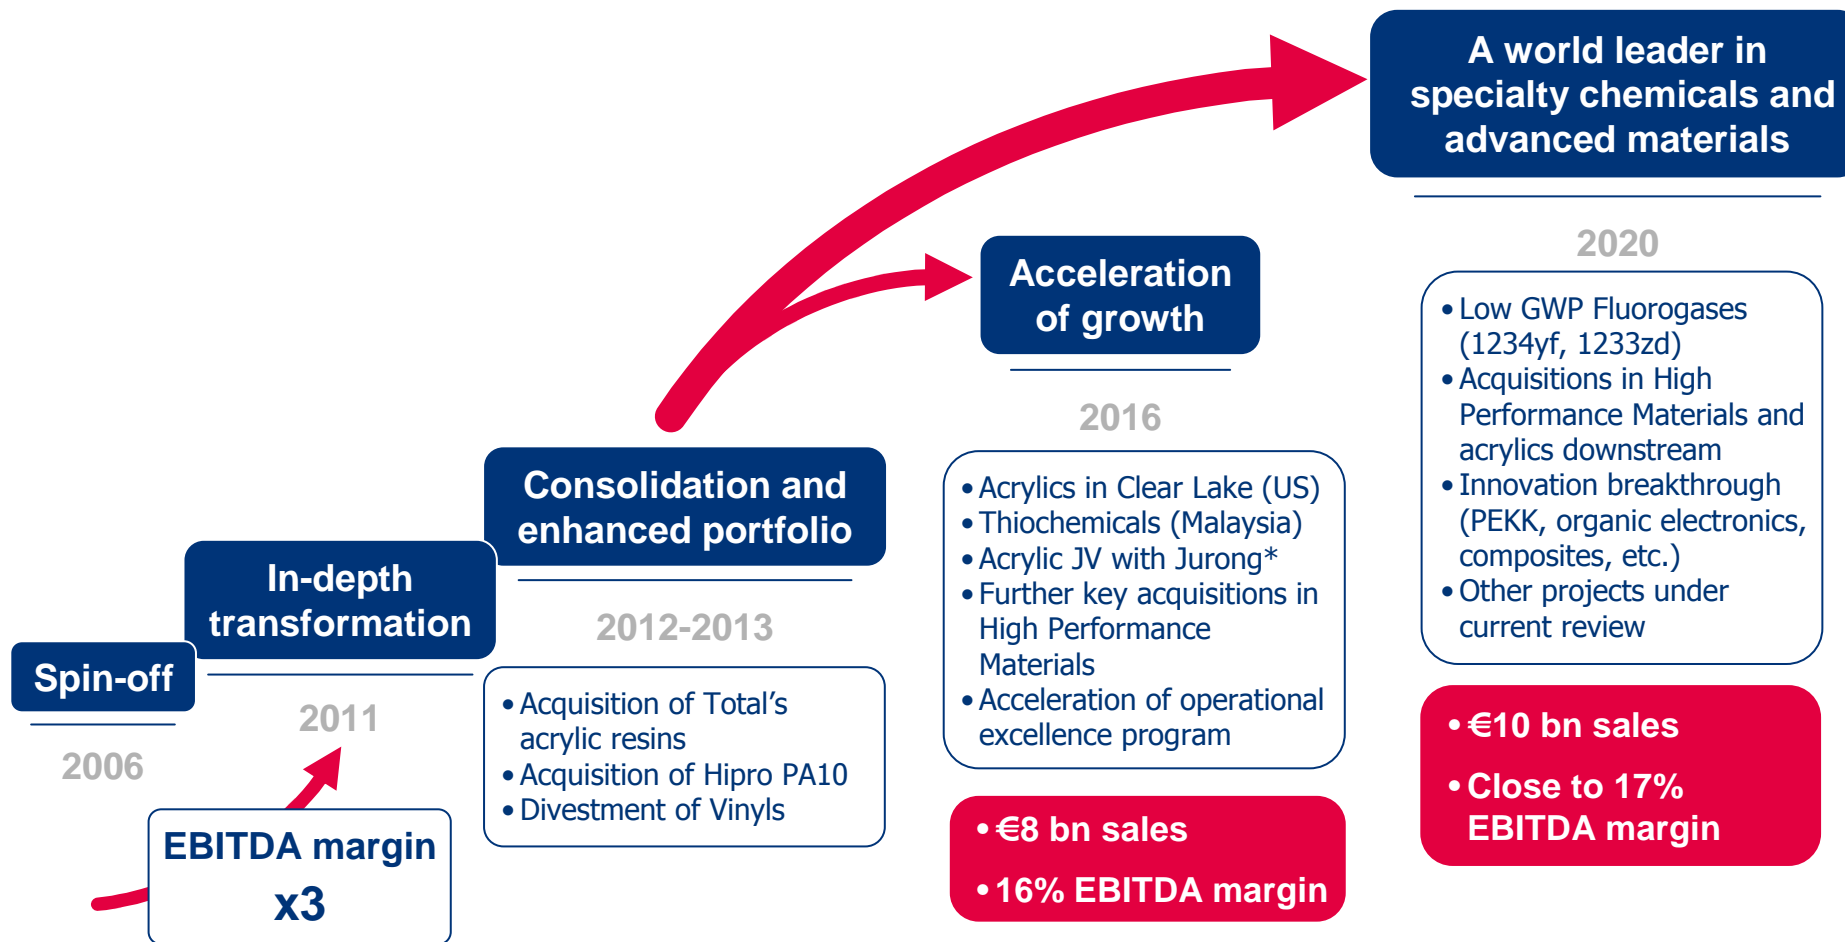 Spin-off
2006
In-depth
transformation
2011
EBITDA margin
x3
Consolidation and
enhanced portfolio
2012-2013
• Acquisition of Total’s
acrylic resins
• Acquisition of Hipro PA10
• Divestment of Vinyls
Acceleration
of growth
2016
• Acrylics in Clear Lake (US)
• Thiochemicals (Malaysia)
• Acrylic JV with Jurong*
• Further key acquisitions in
High Performance
Materials
• Acceleration of operational
excellence program
• €8 bn sales
• 16% EBITDA margin
A world leader in
specialty chemicals and
advanced materials
2020
• Low GWP Fluorogases
(1234yf, 1233zd)
• Acquisitions in High
Performance Materials and
acrylics downstream
• Innovation breakthrough
(PEKK, organic electronics,
composites, etc.)
• Other projects under
current review
• €10 bn sales
• Close to 17%
EBITDA margin